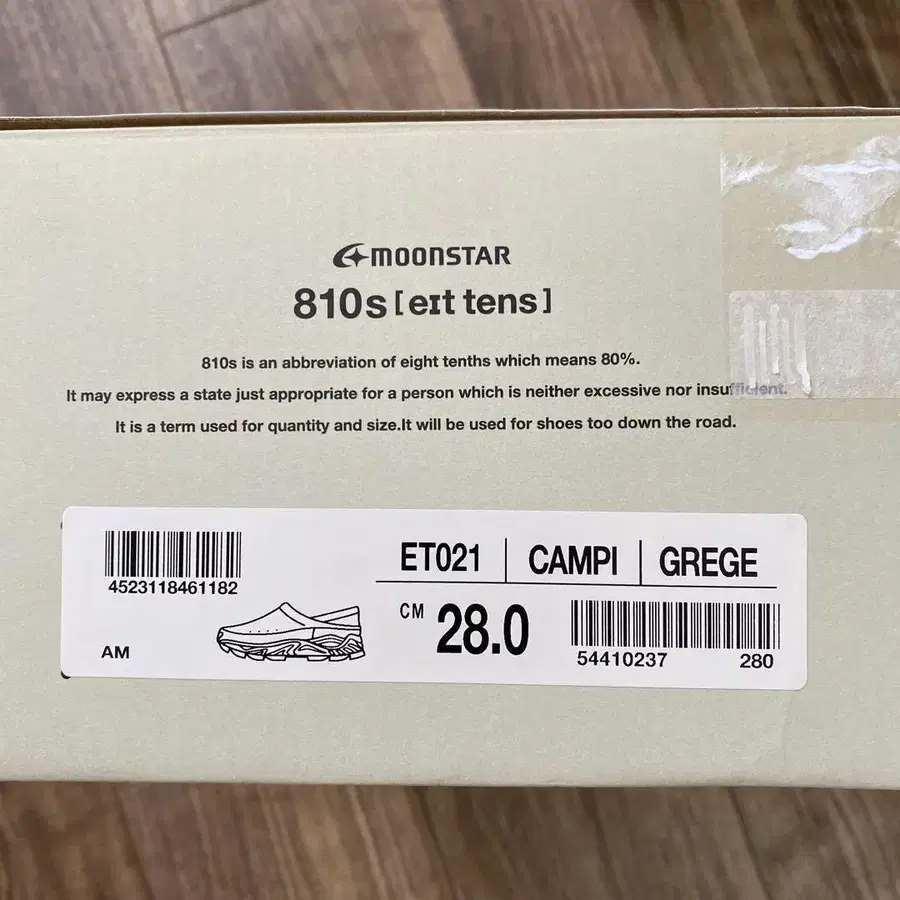 MOONSTAR
810s [eɪt tens]
810s is an abbreviation of eight tenths which means 80%.
It may express a state just appropriate for a person which is neither excessive nor insufficient.
It is a term used for quantity and size.It will be used for shoes too down the road.
ET021 | CAMPI | GREGE
4523118461182
CM 28.0
54410237 280
AM